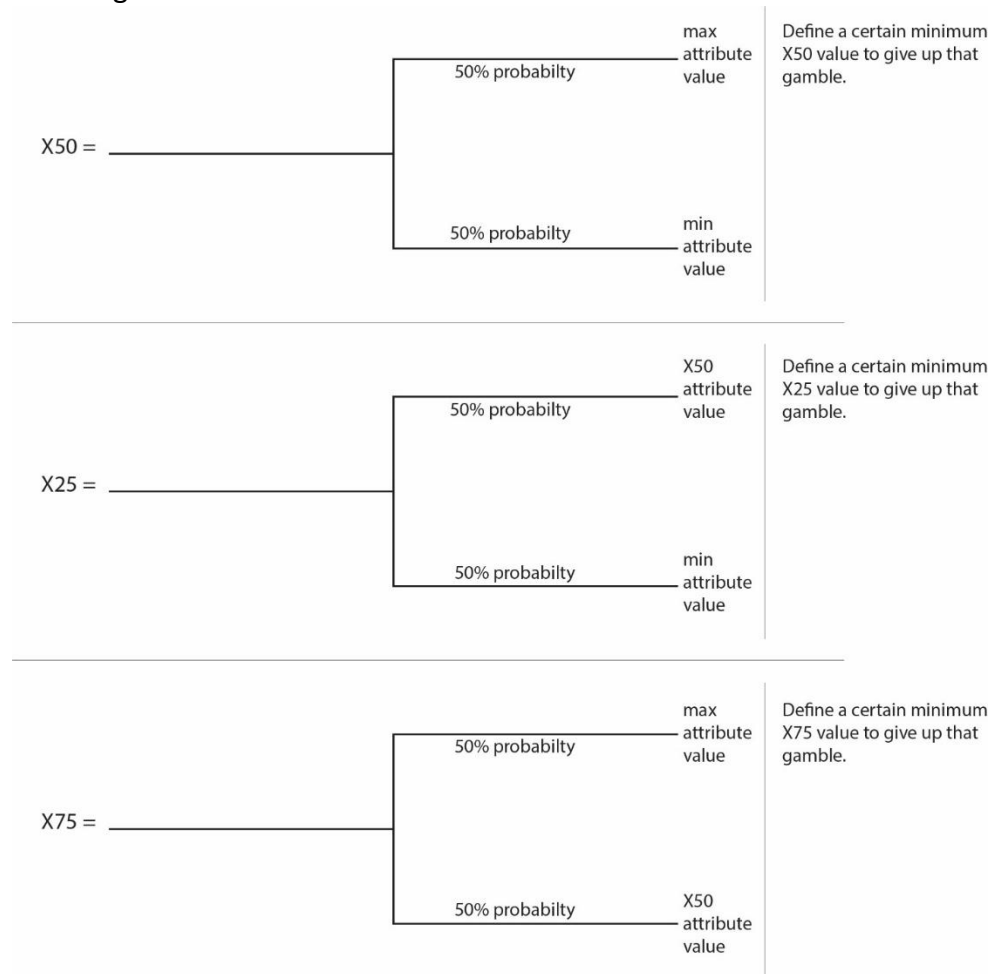 max
attribute
value
Define a certain minimum
X50 value to give up that
gamble.
50% probabilty
X50 =
50% probabilty
min
attribute
value
X50
attribute
value
Define a certain minimum
X25 value to give up that
gamble.
50% probabilty
X25 =
50% probabilty
min
attribute
value
max
attribute
value
Define a certain minimum
X75 value to give up that
gamble.
50% probabilty
X75 =
50% probabilty
X50
attribute
value